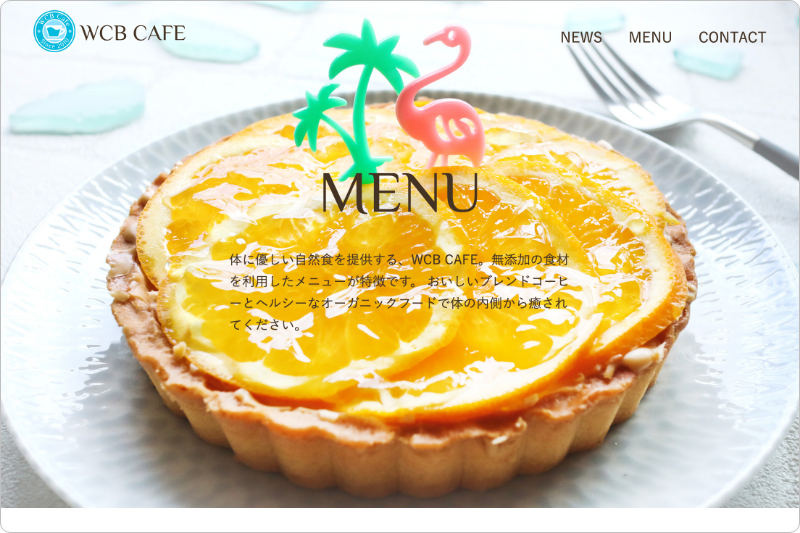 WCB Cafe
since 2010
WCB CAFE
NEWS
MENU
CONTACT
MENU
体に優しい自然食を提供する、WCB CAFE。無添加の食材
を利用したメニューが特徴です。 おいしいブレンドコーヒ
ーとヘルシーなオーガニックフードで体の内側から癒され
てください。